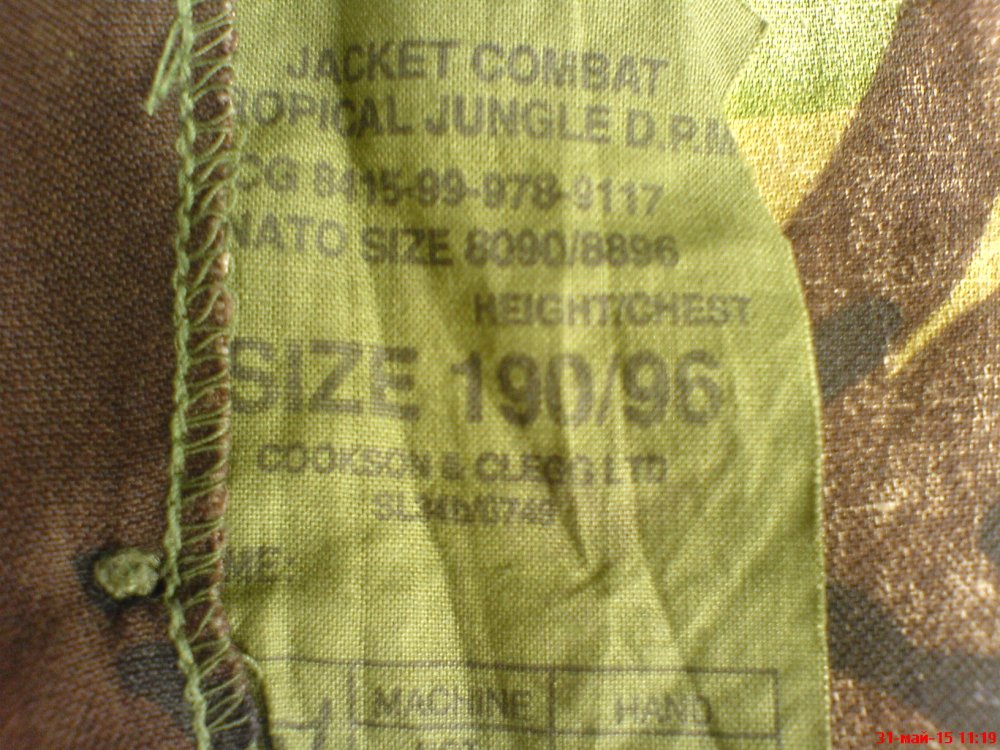 JACKET COMBAT
ROPICAL JUNGLE D.P.M
CG 8415-99-978-9117
NATO SIZE 8090/8896
HEIGHT/CHEST
SIZE 190/96
COOKSON & CLEGG LTD
ME:
MACHINE HAND
31-май-15 11:19